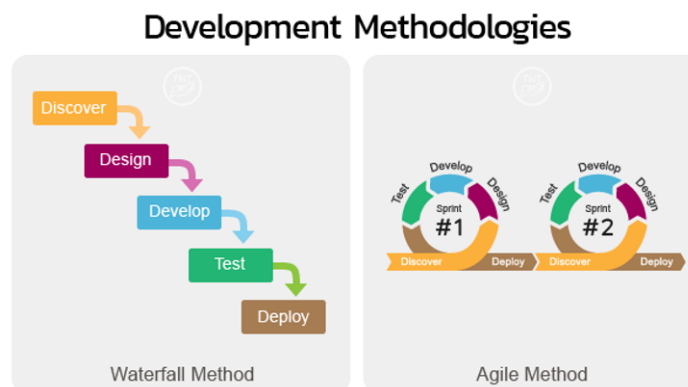 Development Methodologies
Discover
Design
Develop
Test
Deploy
Waterfall Method
Test
Develop
Design
Sprint
#1
Discover
Deploy
Test
Develop
Design
Sprint
#2
Discover
Deploy
Agile Method